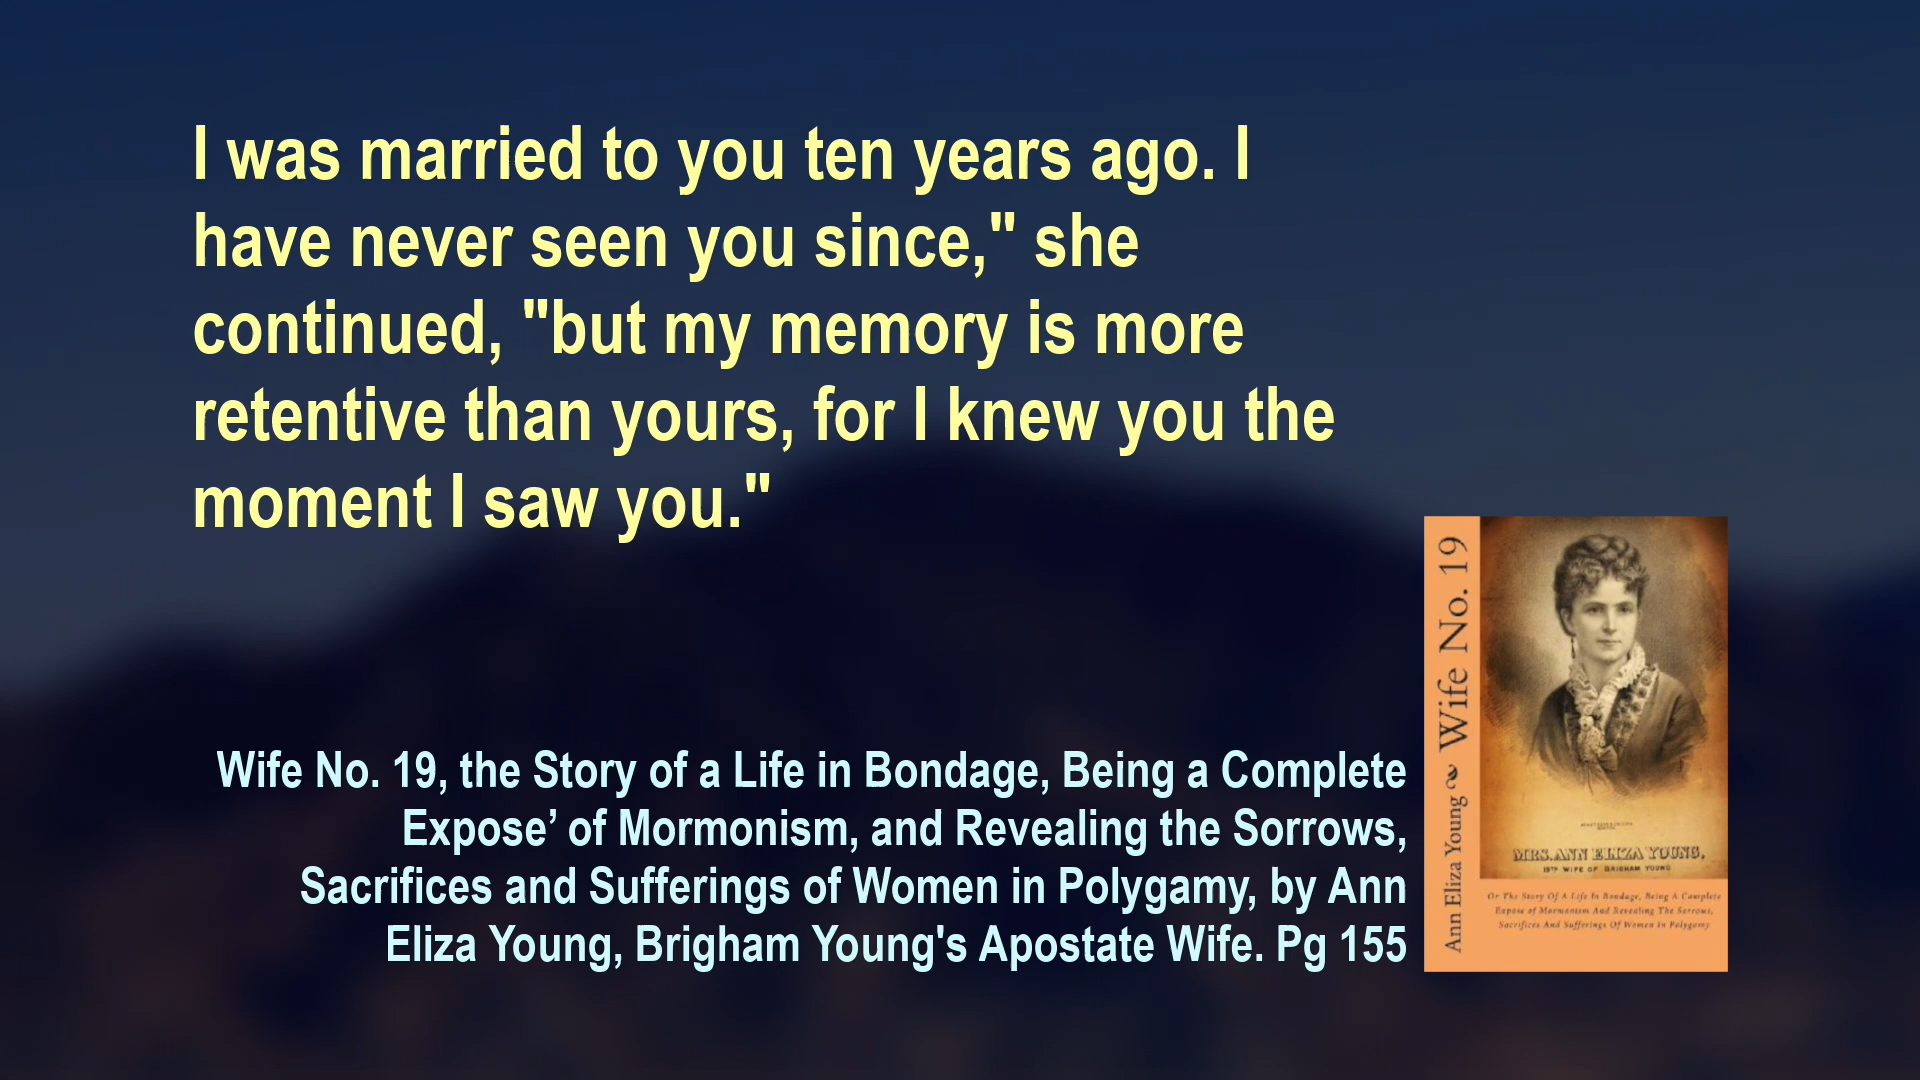 I was married to you ten years ago. I
have never seen you since," she
continued, "but my memory is more
retentive than yours, for I knew you the
moment I saw you."
Wife No. 19, the Story of a Life in Bondage, Being a Complete
Expose’ of Mormonism, and Revealing the Sorrows,
Sacrifices and Sufferings of Women in Polygamy, by Ann
Eliza Young, Brigham Young's Apostate Wife. Pg 155
Ann Eliza Young Wife No. 19
MRS. ANN ELIZA YOUNG,
19TH WIFE OF BRIGHAM YOUNG
Or The Story Of A Life In Bondage, Being A Complete
Expose of Mormonism And Revealing The Sorrows,
Sacrifices And Sufferings Of Women In Polygamy